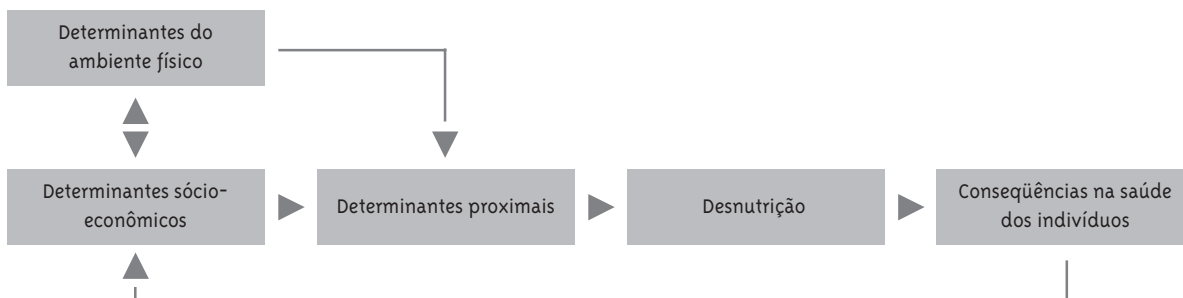 Determinantes do
ambiente físico
Determinantes sócio-
econômicos
Determinantes proximais
Desnutrição
Conseqüências na saúde
dos indivíduos